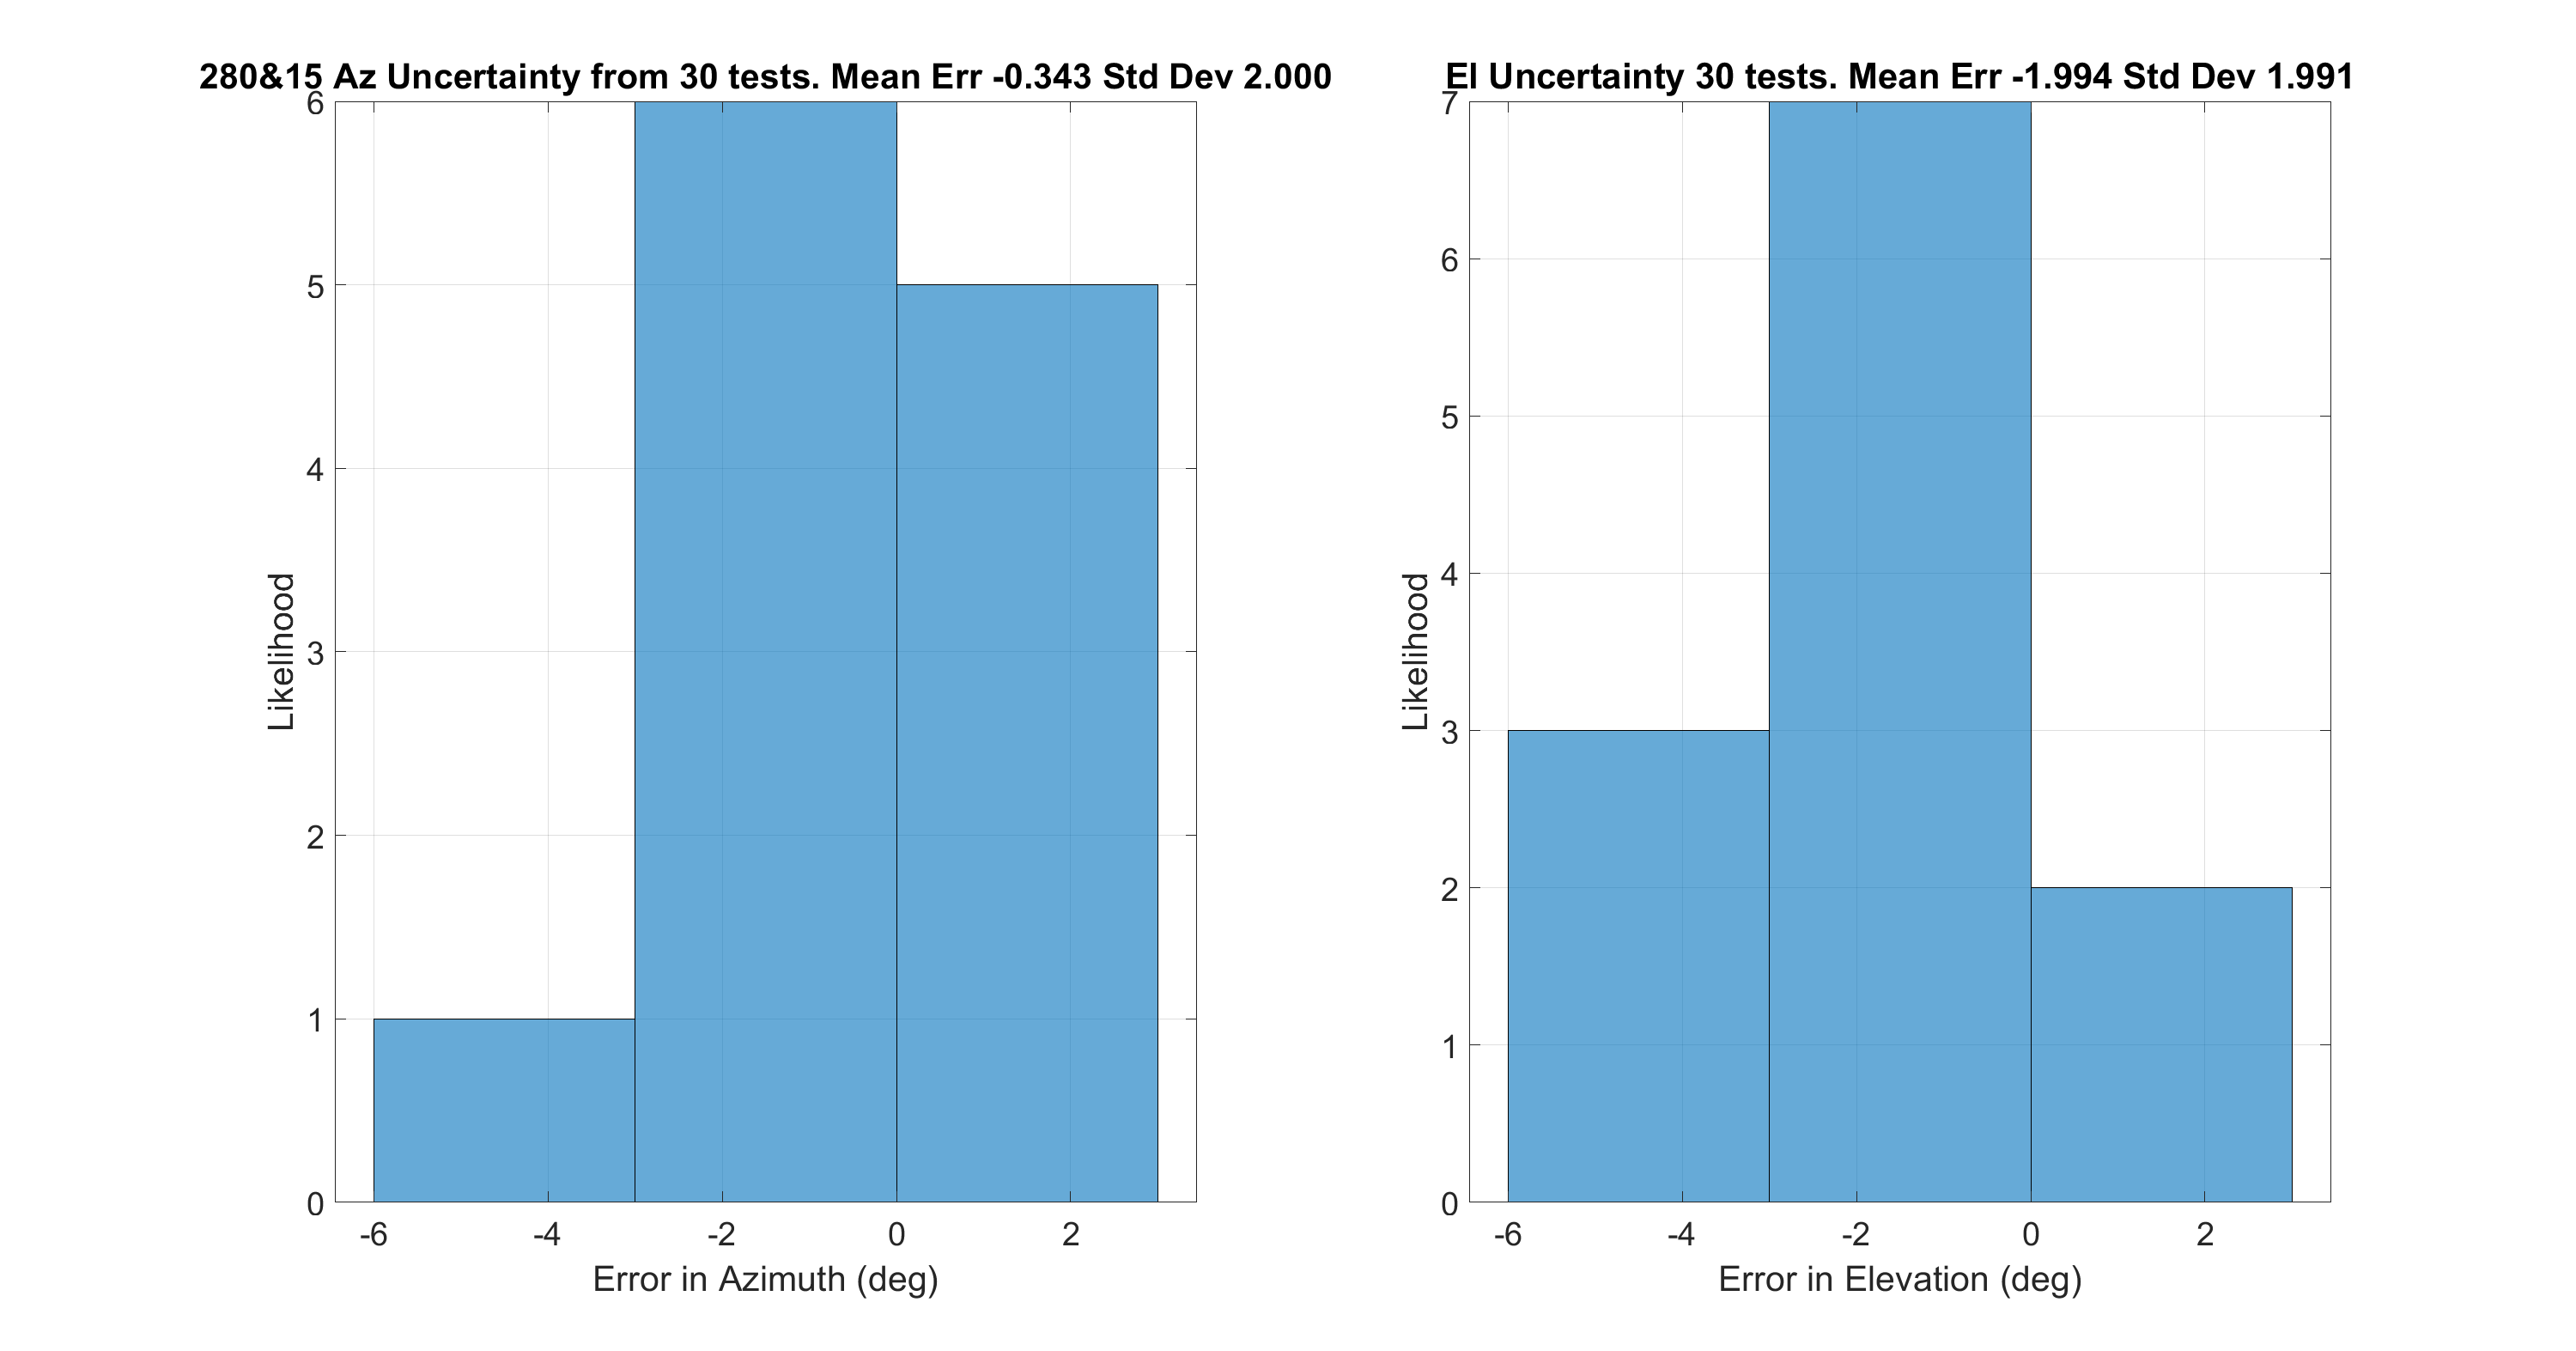 280&15 Az Uncertainty from 30 tests. Mean Err -0.343 Std Dev 2.000
6
5
4
3
2
1
0
Likelihood
-6 -4 -2 0 2
Error in Azimuth (deg)
El Uncertainty 30 tests. Mean Err -1.994 Std Dev 1.991
7
6
5
4
3
2
1
0
Likelihood
-6 -4 -2 0 2
Error in Elevation (deg)